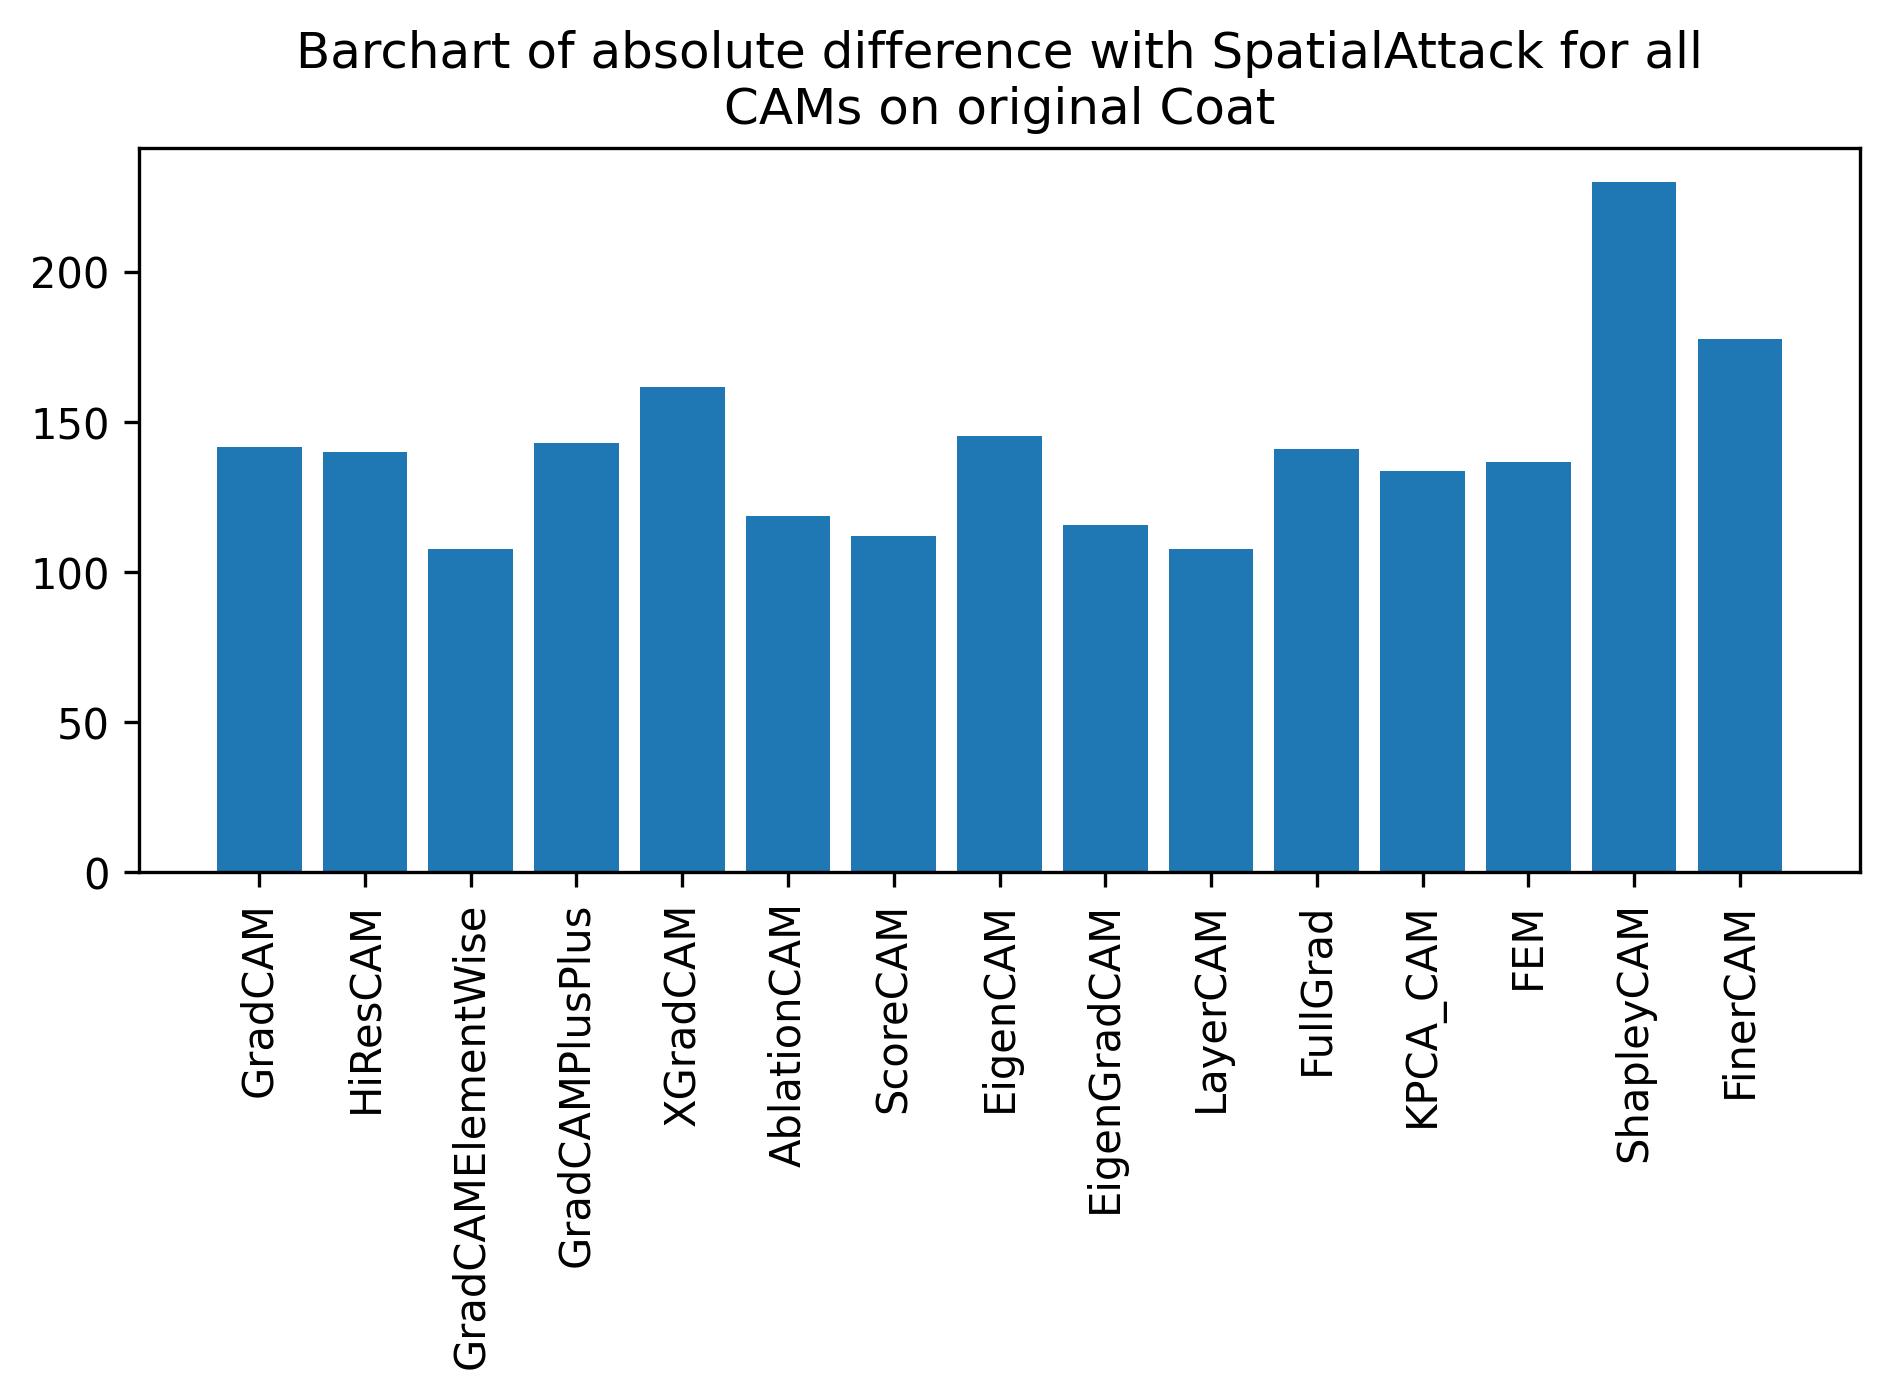 Barchart of absolute difference with SpatialAttack for all
CAMs on original Coat
200
150
100
50
0
GradCAM
HiResCAM
GradCAMElementWise
GradCAMPlusPlus
XGradCAM
AblationCAM
ScoreCAM
EigenCAM
EigenGradCAM
LayerCAM
FullGrad
KPCA_CAM
FEM
ShapleyCAM
FinerCAM